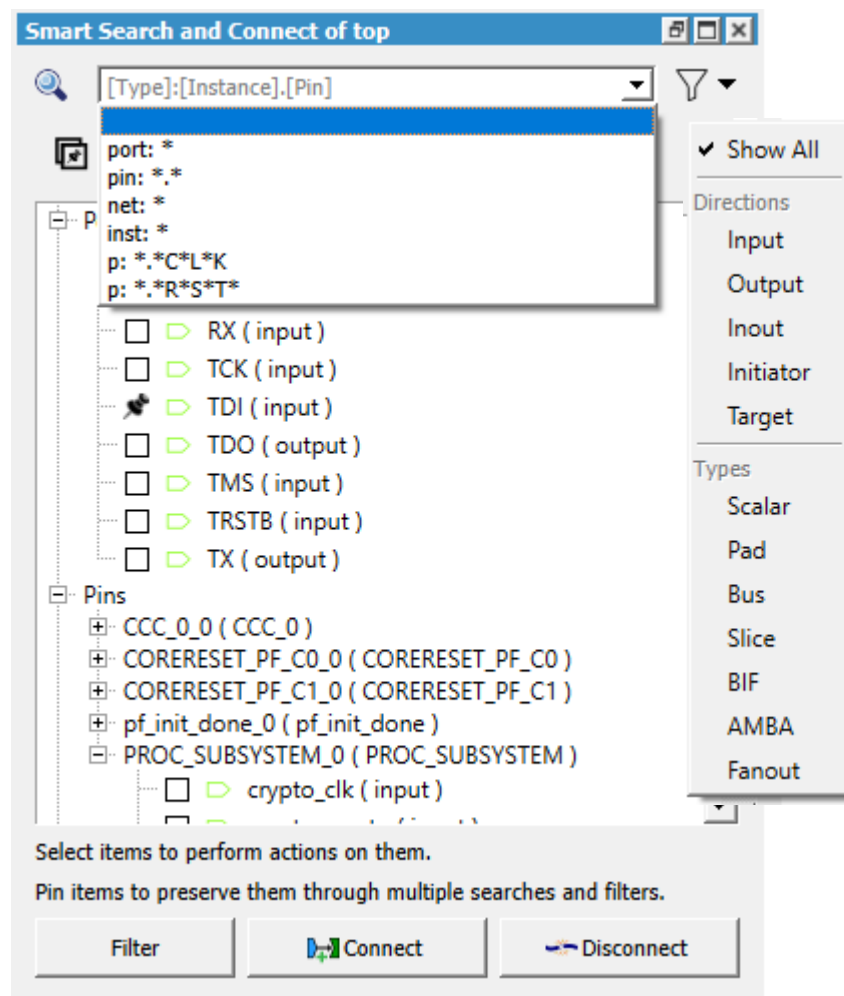 Smart Search and Connect of top
[Type]:[Instance].[Pin]
port: *
pin: *.*
net: *
inst: *
p: *.*C*L*K
p: *.*R*S*T*
Show All
Directions
Input
Output
Inout
Initiator
Target
Types
Scalar
Pad
Bus
Slice
BIF
AMBA
Fanout
P
RX ( input )
TCK ( input )
TDI ( input )
TDO ( output )
TMS ( input )
TRSTB ( input )
TX ( output )
Pins
CCC_0_0 ( CCC_0 )
CORERESET_PF_C0_0 ( CORERESET_PF_C0 )
CORERESET_PF_C1_0 ( CORERESET_PF_C1 )
pf_init_done_0 ( pf_init_done )
PROC_SUBSYSTEM_0 ( PROC_SUBSYSTEM )
crypto_clk ( input )
Select items to perform actions on them.
Pin items to preserve them through multiple searches and filters.
Filter
Connect
Disconnect